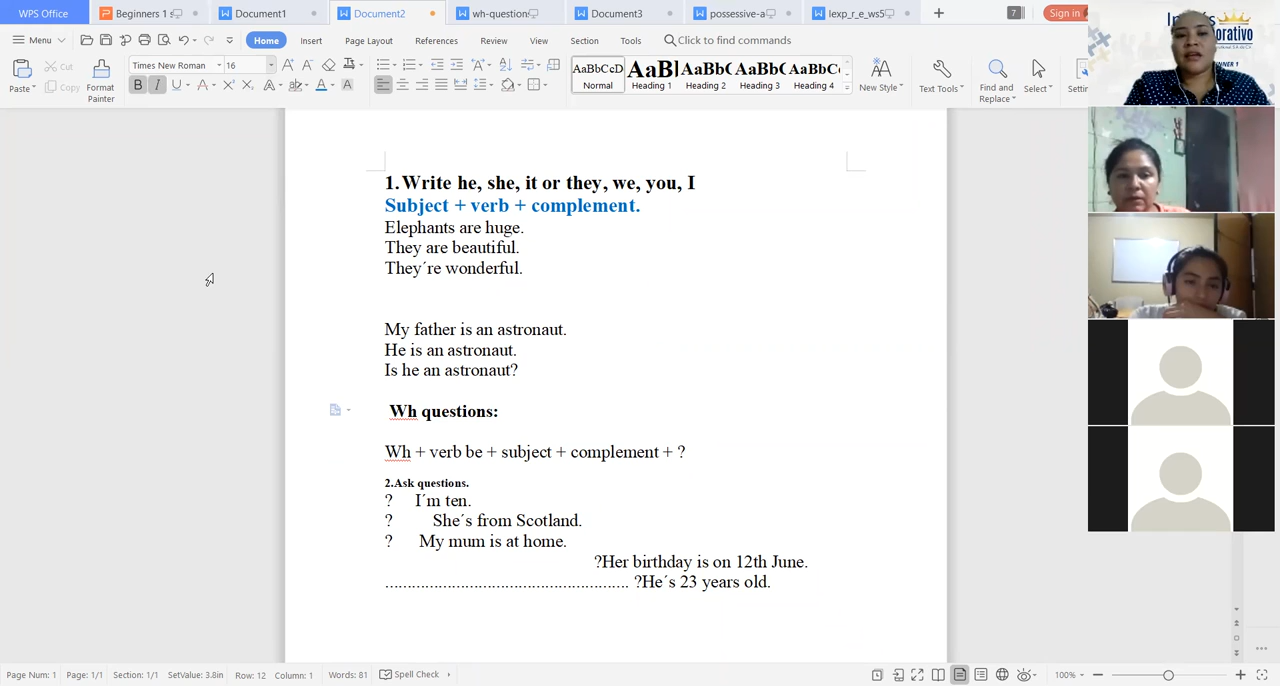 WPS Office
Beginners 1 s
Document1
Document2
wh-question
Document3
possessive-a
lexp_r_e_ws5
+
7
Sign in
Menu
Home
Insert
Page Layout
References
Review
View
Section
Tools
Click to find commands
Paste
Cut
Copy
Format Painter
Times New Roman
16
B I U
AaBbCcD
Normal
AaBl
Heading 1
AaBb(
Heading 2
AaBb(
Heading 3
AaBbC
Heading 4
New Style
Text Tools
Find and Replace
Select
1.Write he, she, it or they, we, you, I
Subject + verb + complement.
Elephants are huge.
They are beautiful.
They´re wonderful.
My father is an astronaut.
He is an astronaut.
Is he an astronaut?
Wh questions:
Wh + verb be + subject + complement + ?
2.Ask questions.
? I´m ten.
? She´s from Scotland.
? My mum is at home.
?Her birthday is on 12th June.
....................................................... ?He´s 23 years old.
Page Num: 1
Page: 1/1
Section: 1/1
SetValue: 3.8in
Row: 12
Column: 1
Words: 81
Spell Check
100%